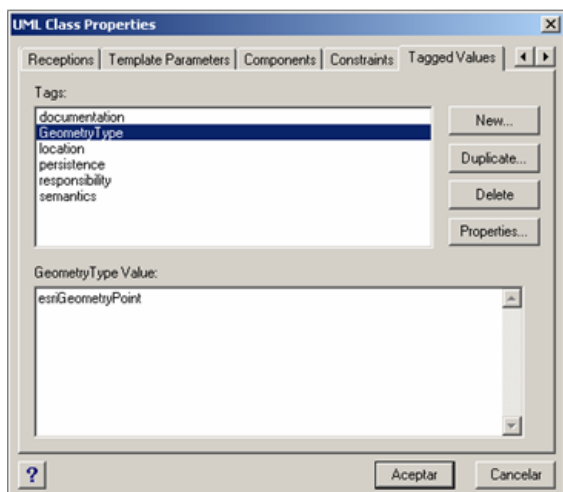 UML Class Properties
Receptions Template Parameters Components Constraints Tagged Values
Tags:
documentation
GeometryType
location
persistence
responsibility
semantics
New...
Duplicate...
Delete
Properties...
GeometryType Value:
esriGeometryPoint
? Aceptar Cancelar